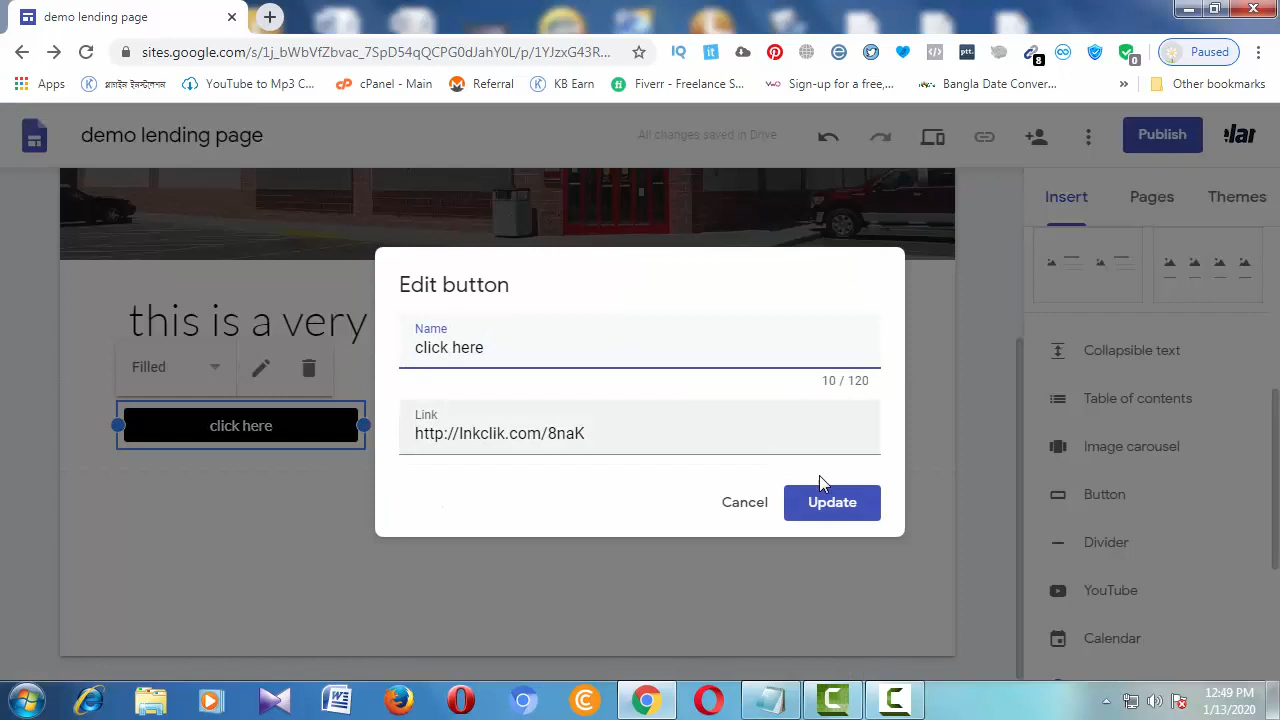 demo lending page
sites.google.com/s/1j_bWbVfZbvac_7SpD54qOCPG0dJahY0L/p/1YJzxG43R...
Paused
Apps
YouTube to Mp3 C...
cPanel - Main
Referral
KB Earn
Fiverr - Freelance S...
Sign-up for a free,...
Bangla Date Conver...
»
Other bookmarks
demo lending page
All changes saved in Drive
Publish
Insert
Pages
Themes
this is a very
Filled
click here
Edit button
Name
click here
10 / 120
Link
http://lnkclik.com/8naK
Cancel
Update
Collapsible text
Table of contents
Image carousel
Button
Divider
YouTube
Calendar
12:49 PM
1/13/2020